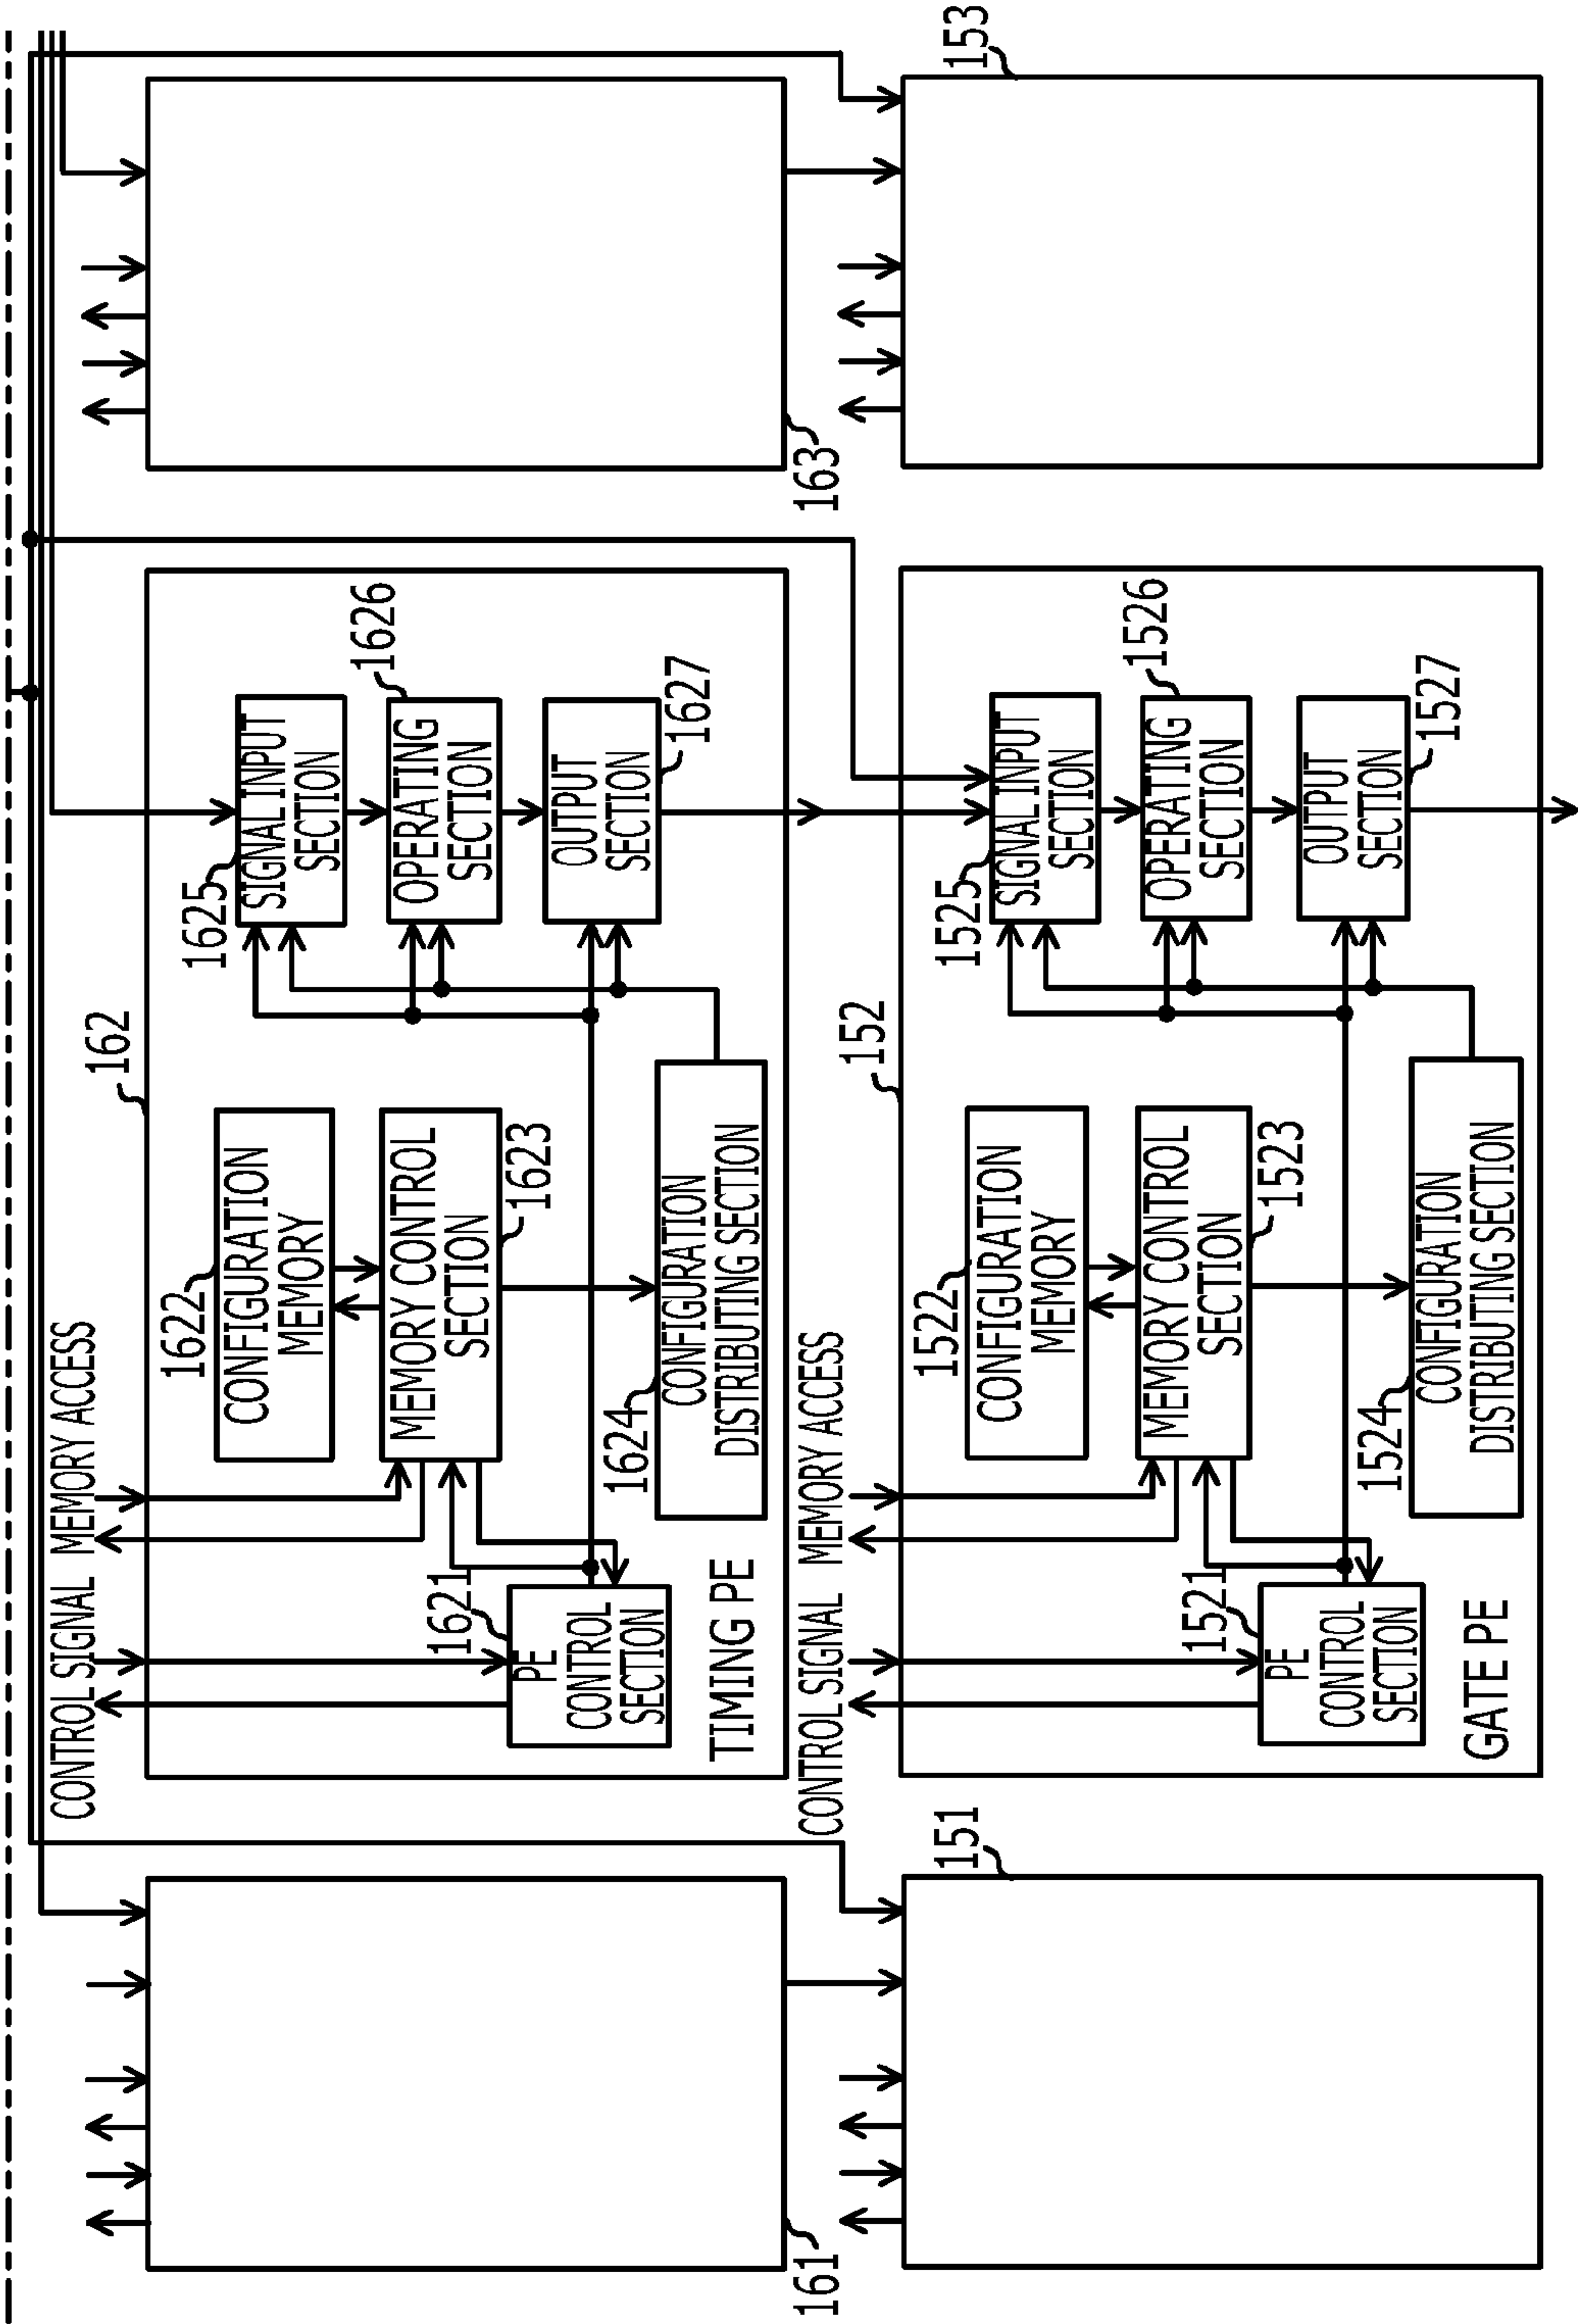 161
151
CONTROL SIGNAL
MEMORY ACCESS
162
1621
PE
CONTROL
SECTION
1622
CONFIGURATION
MEMORY
MEMORY CONTROL
SECTION
1623
1624
CONFIGURATION
DISTRIBUTING SECTION
1625
SIGNAL INPUT
SECTION
1626
OPERATING
SECTION
OUTPUT
SECTION
1627
TIMING PE
163
153
CONTROL SIGNAL
MEMORY ACCESS
152
1521
PE
CONTROL
SECTION
1522
CONFIGURATION
MEMORY
MEMORY CONTROL
SECTION
1523
1524
CONFIGURATION
DISTRIBUTING SECTION
1525
SIGNAL INPUT
SECTION
1526
OPERATING
SECTION
OUTPUT
SECTION
1527
GATE PE